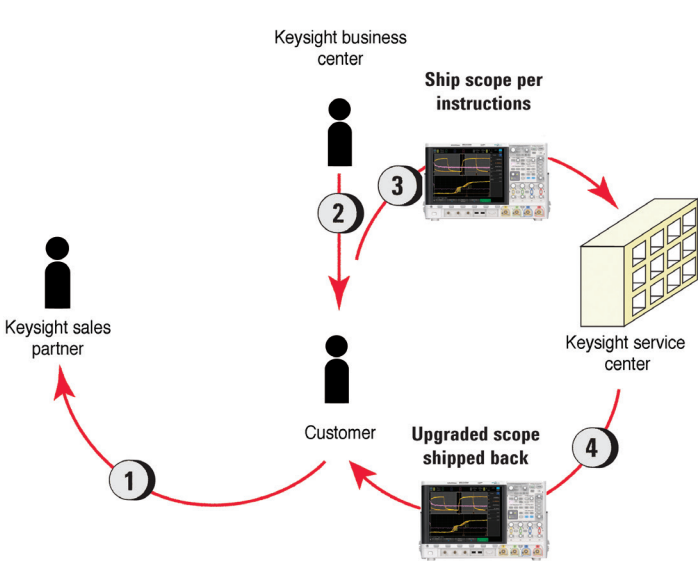 Keysight business
center
Ship scope per
instructions
3
2
Keysight sales
partner
Keysight service
center
Customer
Upgraded scope
shipped back
4
1